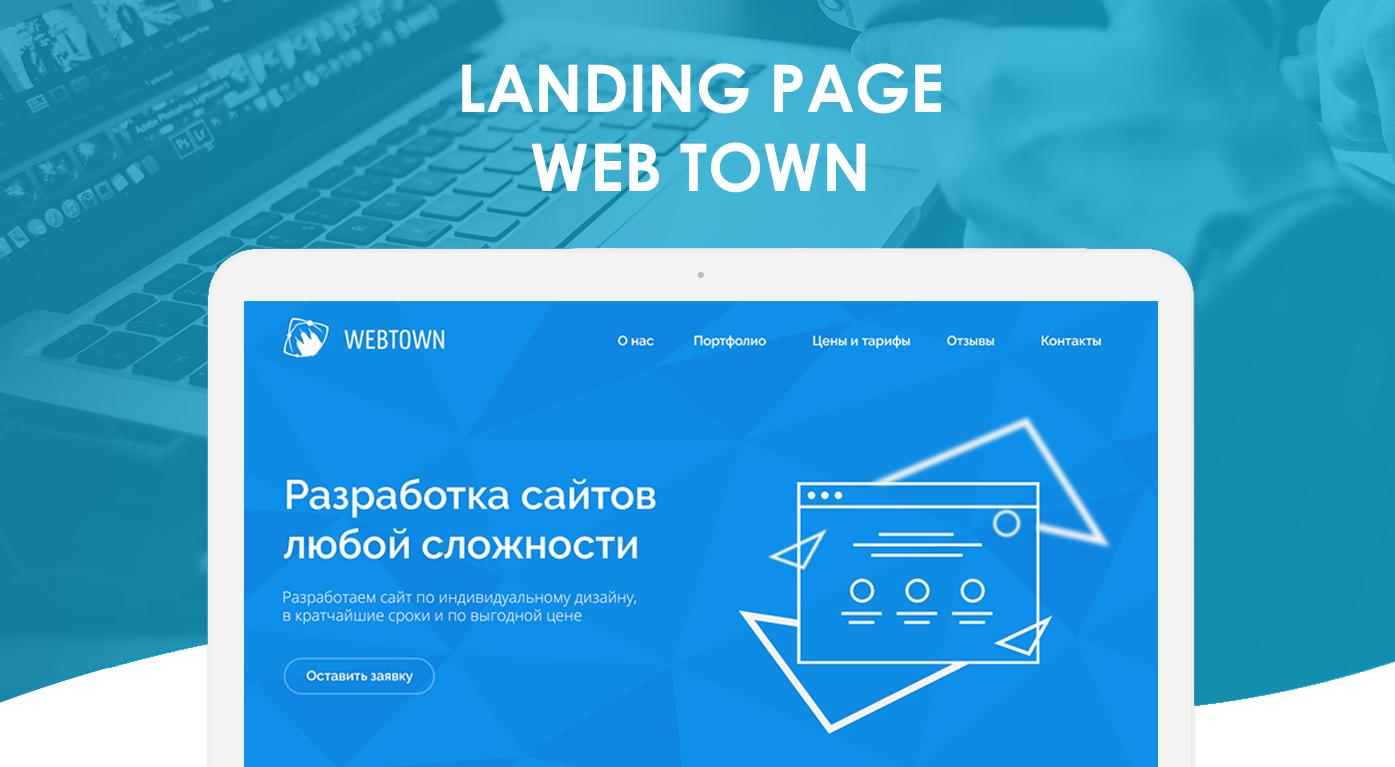 LANDING PAGE
WEB TOWN
WEBTOWN
О нас
Портфолио
Цены и тарифы
Отзывы
Контакты
Разработка сайтов
любой сложности
Разработаем сайт по индивидуальному дизайну,
в кратчайшие сроки и по выгодной цене
Оставить заявку